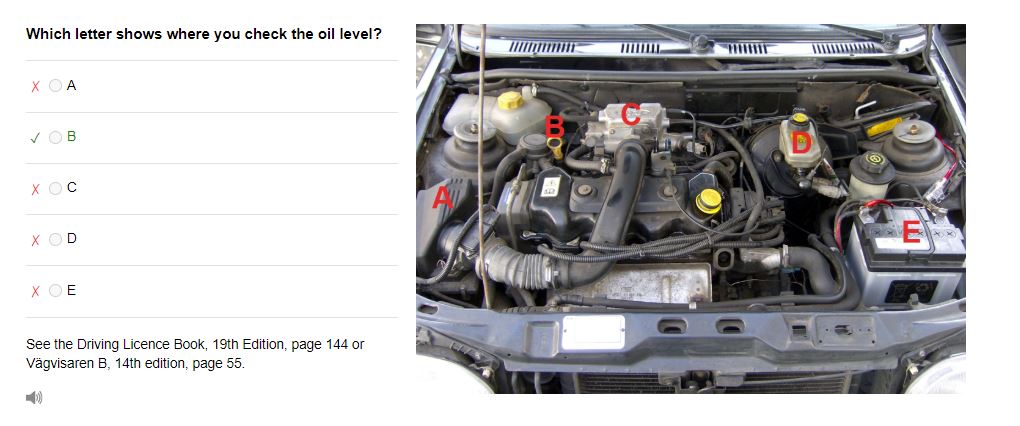 Which letter shows where you check the oil level?
A
B
C
D
E
See the Driving Licence Book, 19th Edition, page 144 or
Vägvisaren B, 14th edition, page 55.
B
C
D
A
E